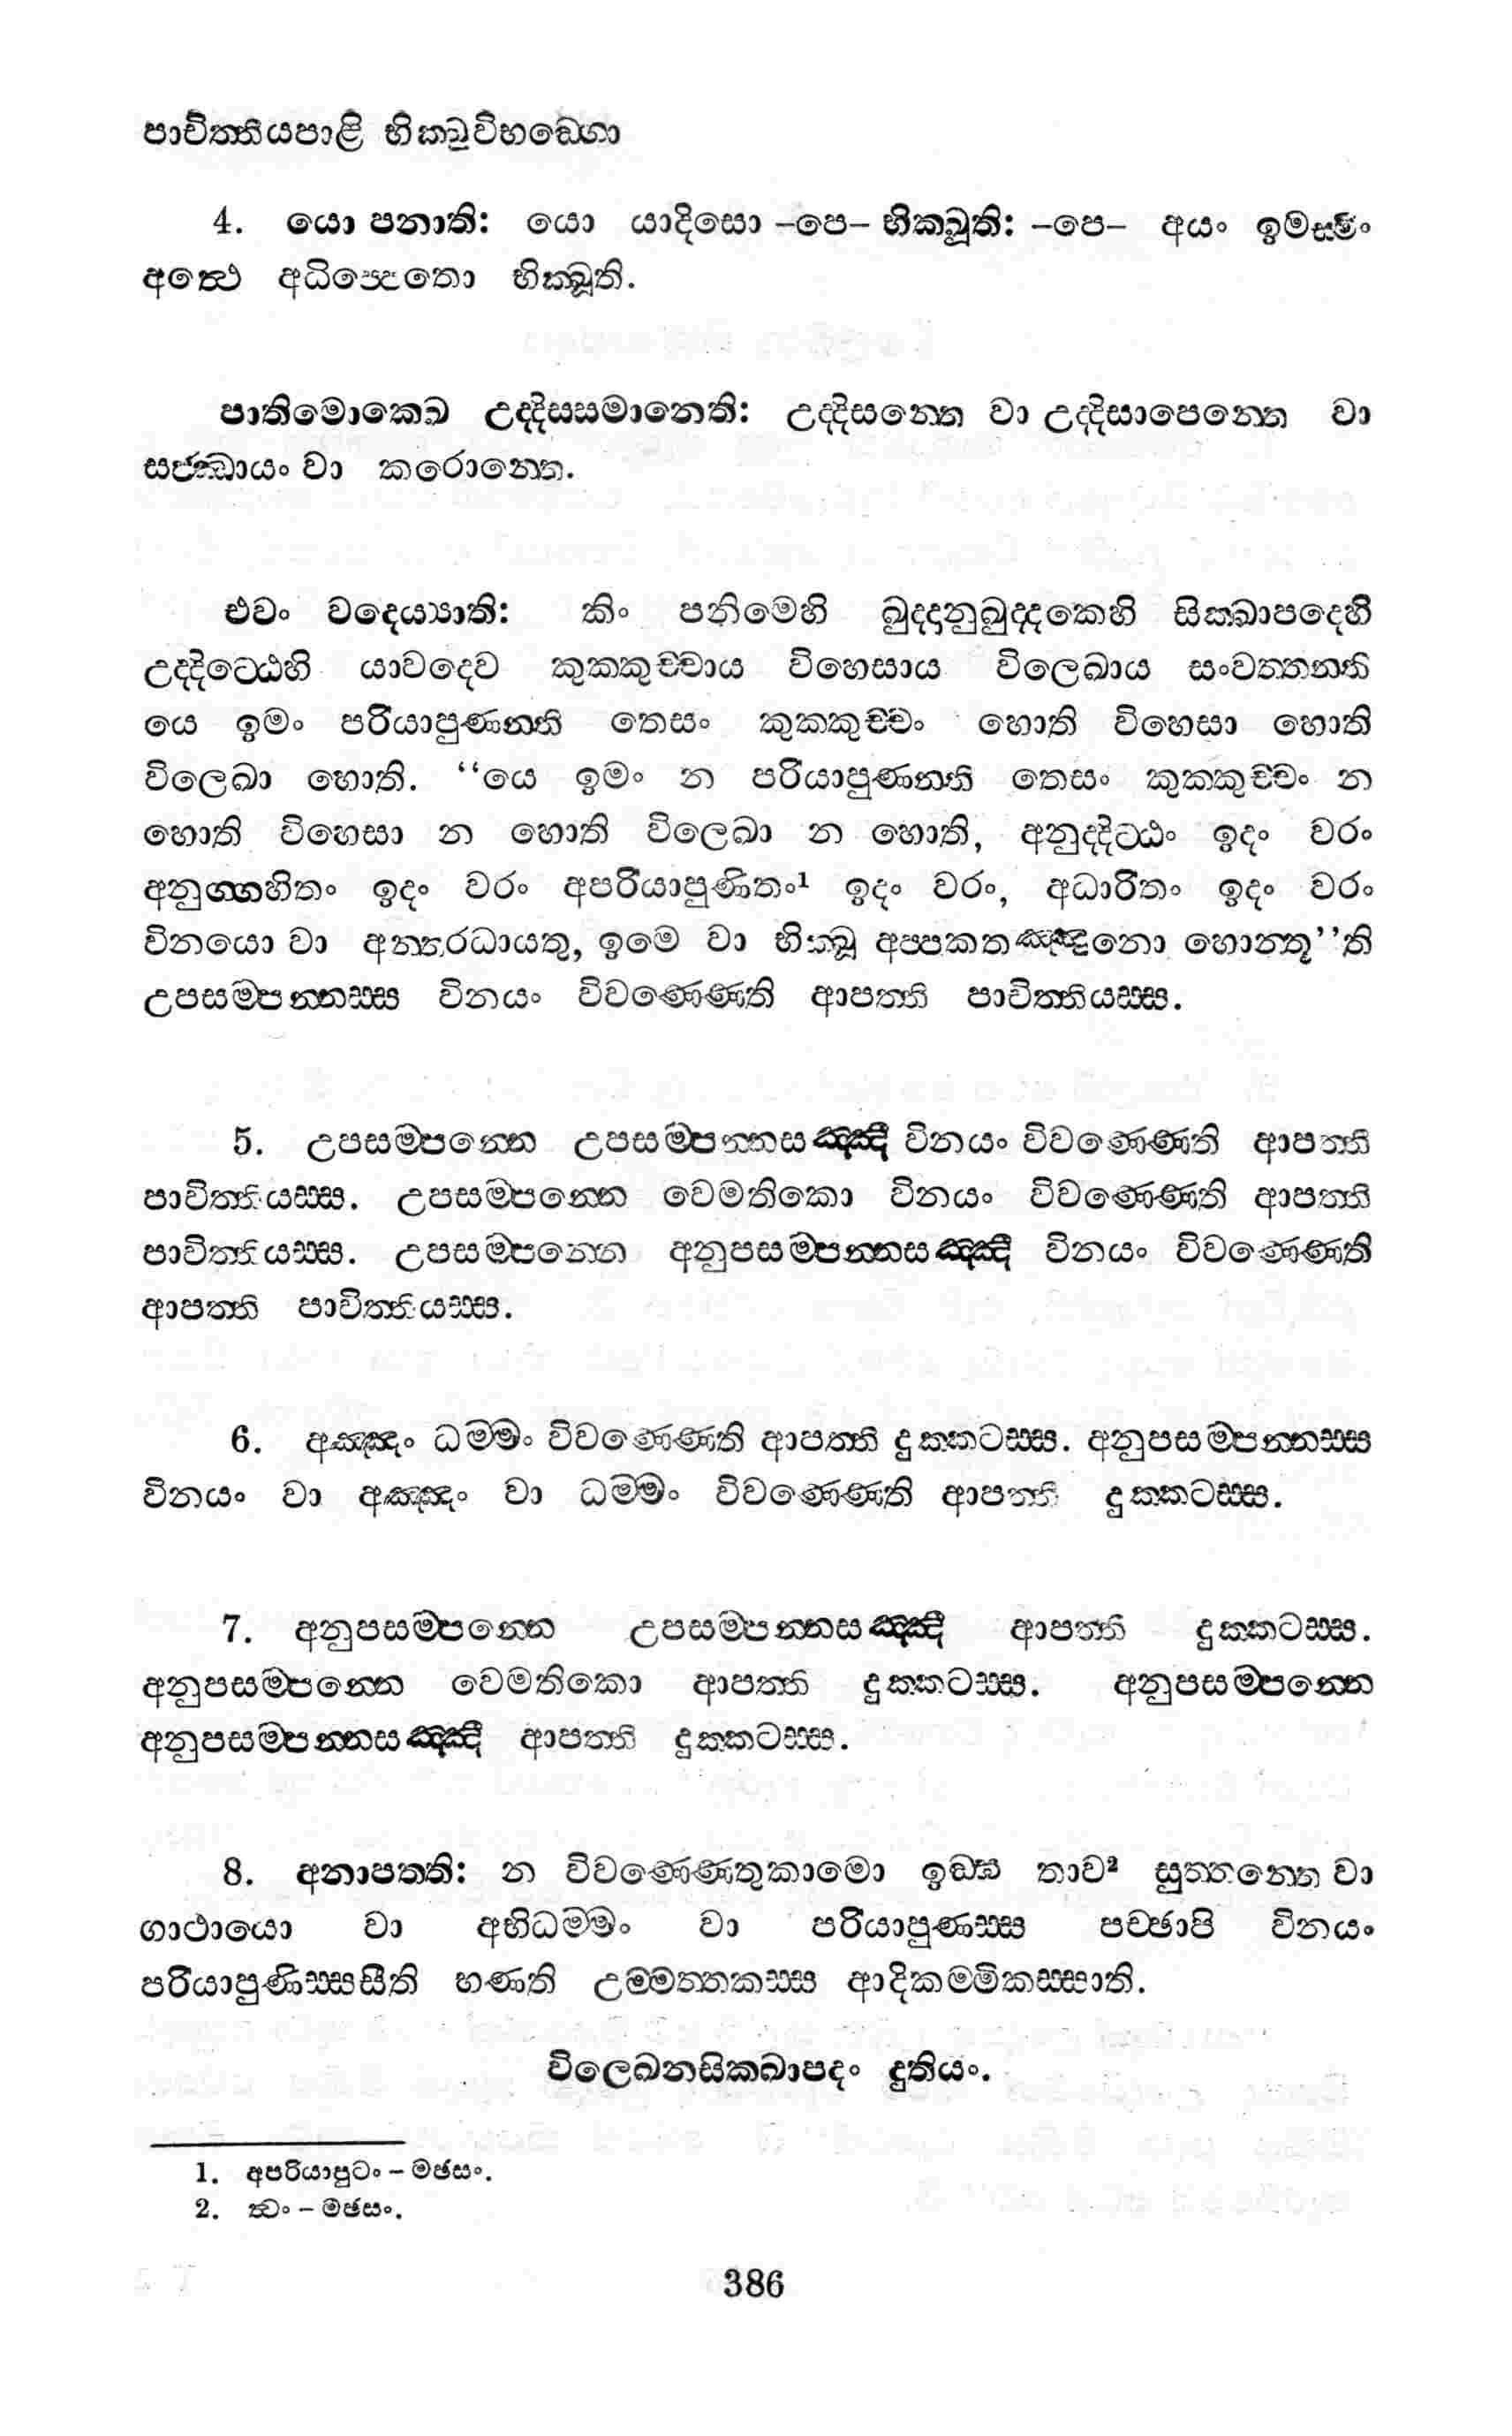 පාචිත්තියපාළි භික්ඛුවිභඞ්ගො
4. යො පනාති: යො යාදිසො –පෙ– භික්ඛූති: –පෙ– අයං ඉමස්මිං
අත්ථෙ අධිප්පෙතො භික්ඛූති.
පාතිමොක්ඛෙ උද්දිස්සමානෙති: උද්දිසන්තෙ වා උද්දිසාපෙන්තෙ වා
සජ්ඣායං වා කරොන්තෙ.
එවං වදෙය්‍යාති: කිං පනිමෙහි ඛුද්දානුඛුද්දකෙහි සික්ඛාපදෙහි
උද්දිට්ඨෙහි යාවදෙව කුක්කුච්චාය විහෙසාය විලෙඛාය සංවත්තන්ති
යෙ ඉමං පරියාපුණන්ති තෙසං කුක්කුච්චං හොති විහෙසා හොති
විලෙඛා හොති. ‘‘යෙ ඉමං න පරියාපුණන්ති තෙසං කුක්කුච්චං න
හොති විහෙසා න හොති විලෙඛා න හොති, අනුද්දිට්ඨං ඉදං වරං
අනුග්ගහිතං ඉදං වරං අපරියාපුණිතං¹ ඉදං වරං, අධාරිතං ඉදං වරං
විනයො වා අන්තරධායතු, ඉමෙ වා භික්ඛූ අප්පකතඤ්ඤුනො හොන්තූ’’ති
උපසම්පන්නස්ස විනයං විවණ්ණෙති ආපත්ති පාචිත්තියස්ස.
5. උපසම්පන්නෙ උපසම්පන්නසඤ්ඤී විනයං විවණ්ණෙති ආපත්ති
පාචිත්තියස්ස. උපසම්පන්නෙ වෙමතිකො විනයං විවණ්ණෙති ආපත්ති
පාචිත්තියස්ස. උපසම්පන්නෙ අනුපසම්පන්නසඤ්ඤී විනයං විවණ්ණෙති
ආපත්ති පාචිත්තියස්ස.
6. අඤ්ඤං ධම්මං විවණ්ණෙති ආපත්ති දුක්කටස්ස. අනුපසම්පන්නස්ස
විනයං වා අඤ්ඤං වා ධම්මං විවණ්ණෙති ආපත්ති දුක්කටස්ස.
7. අනුපසම්පන්නෙ උපසම්පන්නසඤ්ඤී ආපත්ති දුක්කටස්ස.
අනුපසම්පන්නෙ වෙමතිකො ආපත්ති දුක්කටස්ස. අනුපසම්පන්නෙ
අනුපසම්පන්නසඤ්ඤී ආපත්ති දුක්කටස්ස.
8. අනාපත්ති: න විවණ්ණෙතුකාමො ඉඞ්ඝ තාව² සුත්තන්තෙ වා
ගාථායො වා අභිධම්මං වා පරියාපුණස්සු පච්ඡාපි විනයං
පරියාපුණිස්සසීති භණති උම්මත්තකස්ස ආදිකම්මිකස්සාති.
විලෙඛනසික්ඛාපදං දුතියං.
1. අපරියාපුටං – මඡසං.
2. ත්වං – මඡසං.
386